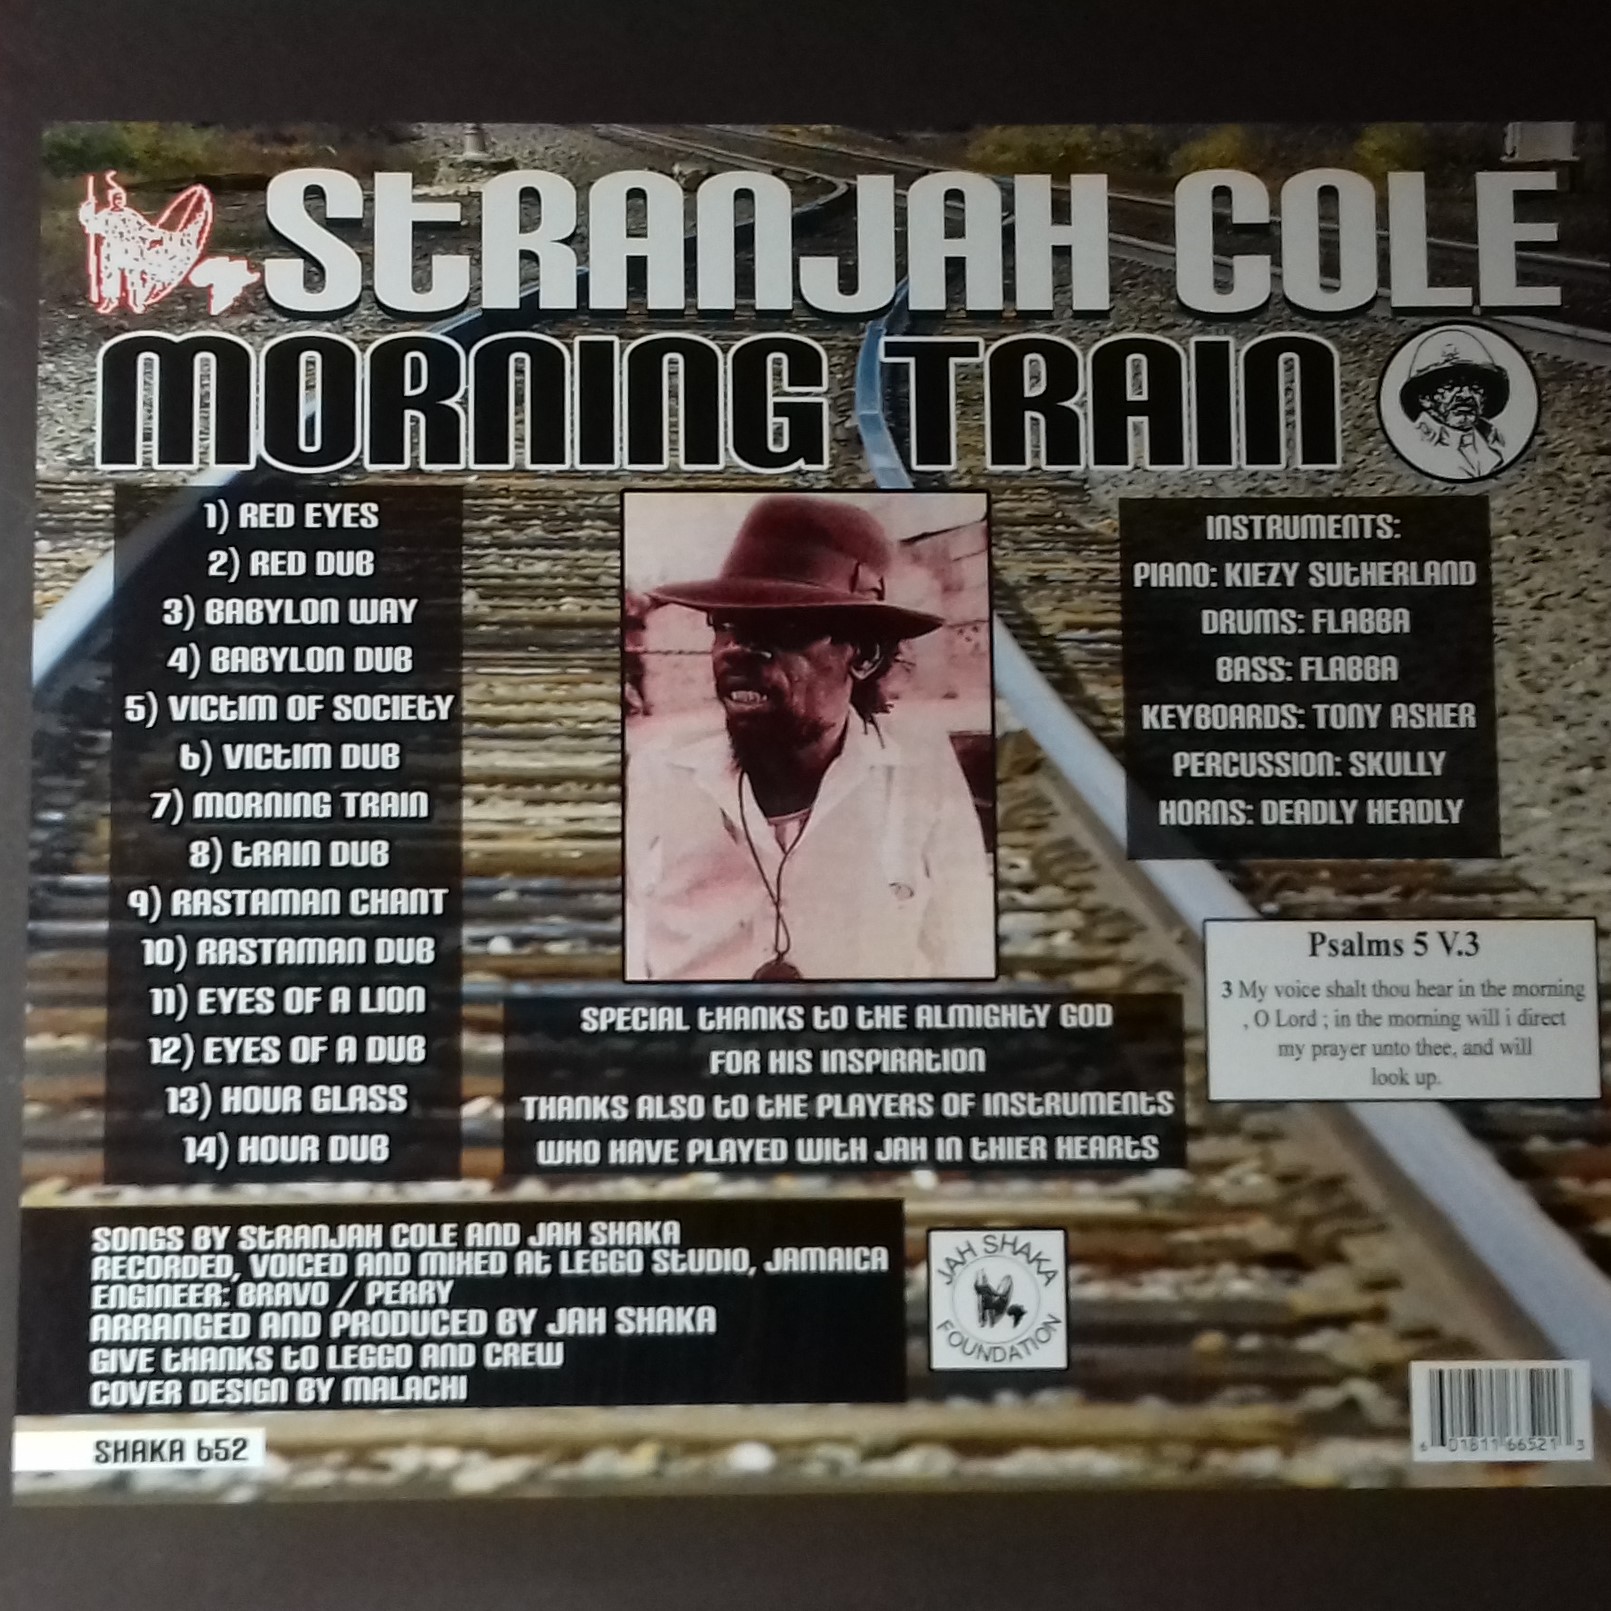 STRANJAH COLE
MORNING TRAIN
1) RED EYES
2) RED DUB
3) BABYLON WAY
4) BABYLON DUB
5) VICTIM OF SOCIETY
6) VICTIM DUB
7) MORNING TRAIN
8) TRAIN DUB
9) RASTAMAN CHANT
10) RASTAMAN DUB
11) EYES OF A LION
12) EYES OF A DUB
13) HOUR GLASS
14) HOUR DUB
INSTRUMENTS:
PIANO: KIEZY SUTHERLAND
DRUMS: FLABBA
BASS: FLABBA
KEYBOARDS: TONY ASHER
PERCUSSION: SKULLY
HORNS: DEADLY HEADLY
Psalms 5 V.3
3 My voice shalt thou hear in the morning
, O Lord ; in the morning will i direct
my prayer unto thee, and will
look up.
SPECIAL THANKS TO THE ALMIGHTY GOD
FOR HIS INSPIRATION
THANKS ALSO TO THE PLAYERS OF INSTRUMENTS
WHO HAVE PLAYED WITH JAH IN THIER HEARTS
SONGS BY STRANJAH COLE AND JAH SHAKA
RECORDED, VOICED AND MIXED AT LEGGO STUDIO, JAMAICA
ENGINEER: BRAVO / PERRY
ARRANGED AND PRODUCED BY JAH SHAKA
GIVE THANKS TO LEGGO AND CREW
COVER DESIGN BY MALACHI
JAH SHAKA
FOUNDATION
SHAKA 652
6 01811 66521 3